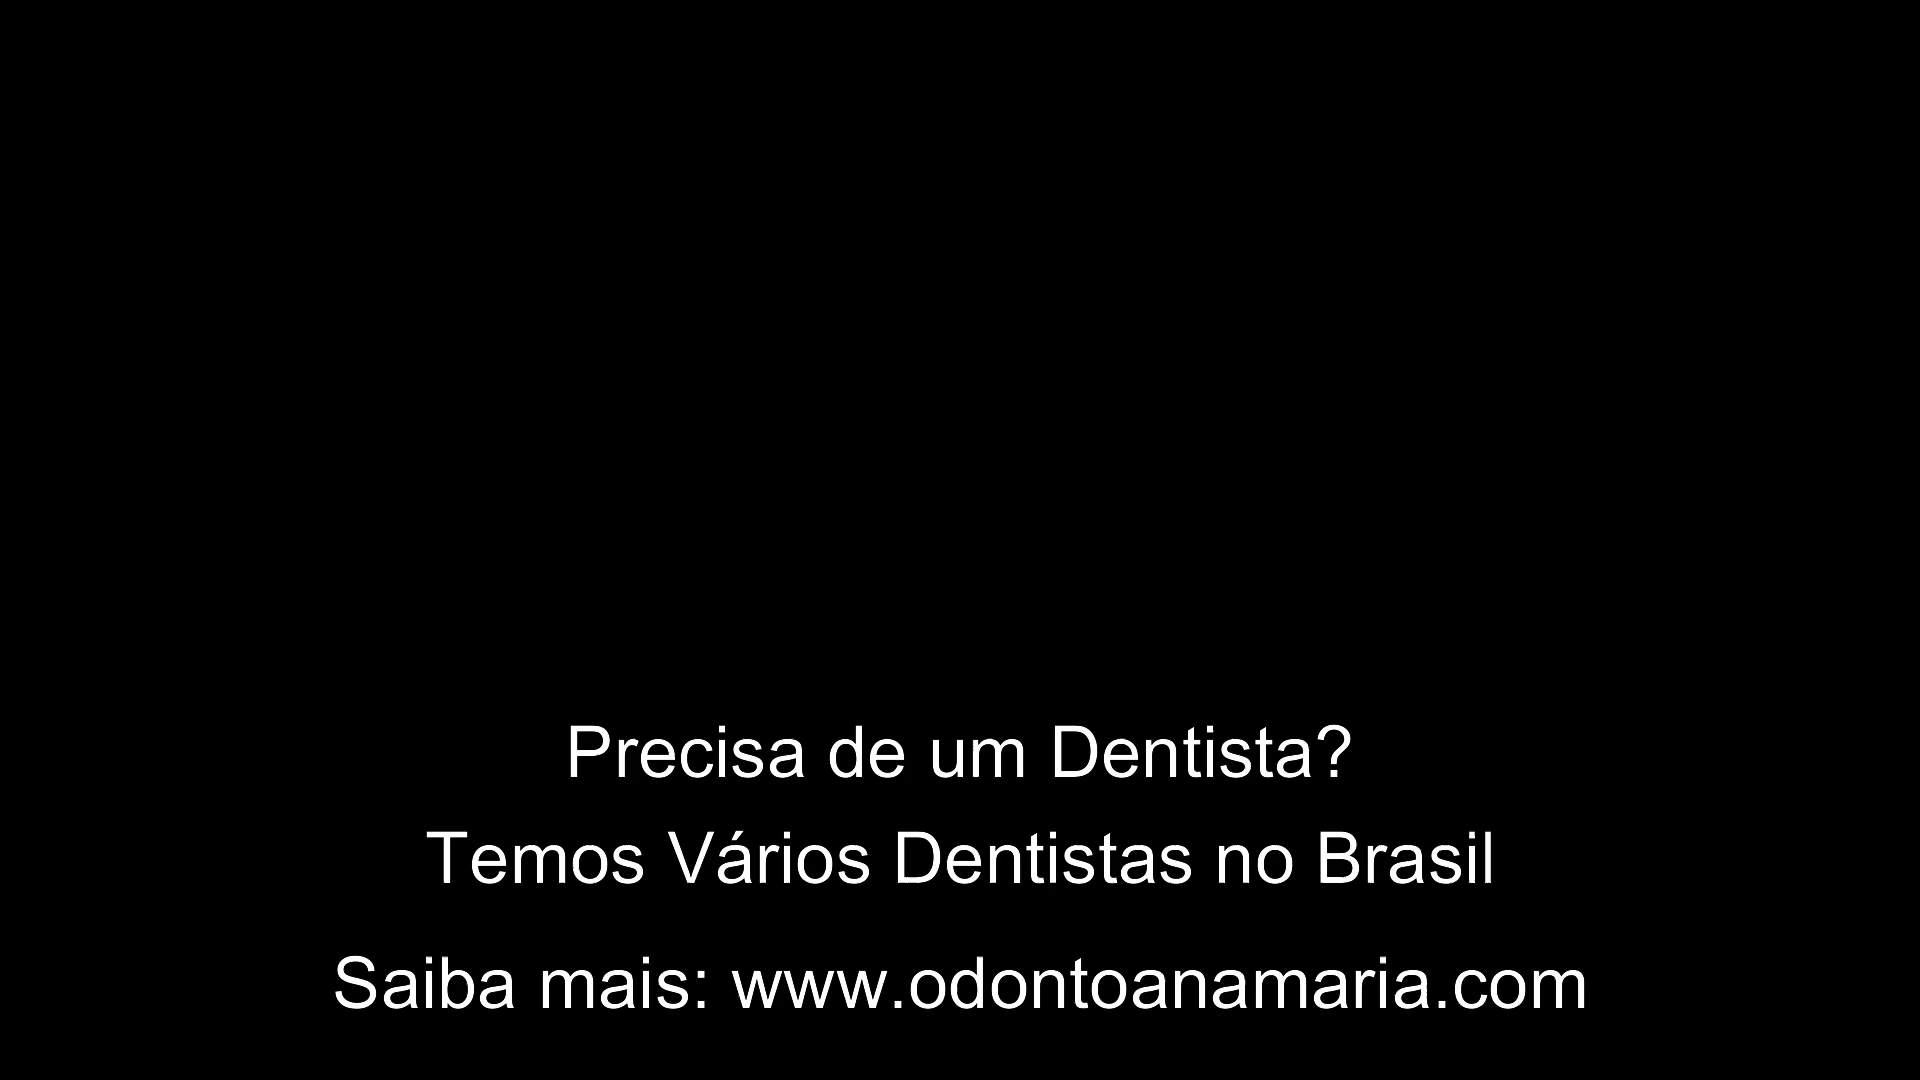 Precisa de um Dentista?
Temos Vários Dentistas no Brasil
Saiba mais: www.odontoanamaria.com